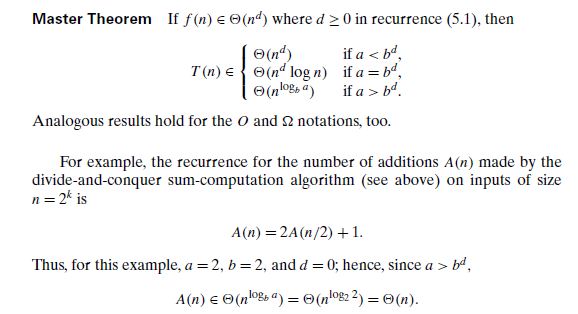 Master Theorem If f(n) ∈ Θ(n^d) where d ≥ 0 in recurrence (5.1), then
T(n) ∈ { Θ(n^d) if a < b^d,
Θ(n^d log n) if a = b^d,
Θ(n^{log_b a}) if a > b^d.
Analogous results hold for the O and Ω notations, too.
For example, the recurrence for the number of additions A(n) made by the
divide-and-conquer sum-computation algorithm (see above) on inputs of size
n = 2^k is
A(n) = 2A(n/2) + 1.
Thus, for this example, a = 2, b = 2, and d = 0; hence, since a > b^d,
A(n) ∈ Θ(n^{log_b a}) = Θ(n^{log_2 2}) = Θ(n).